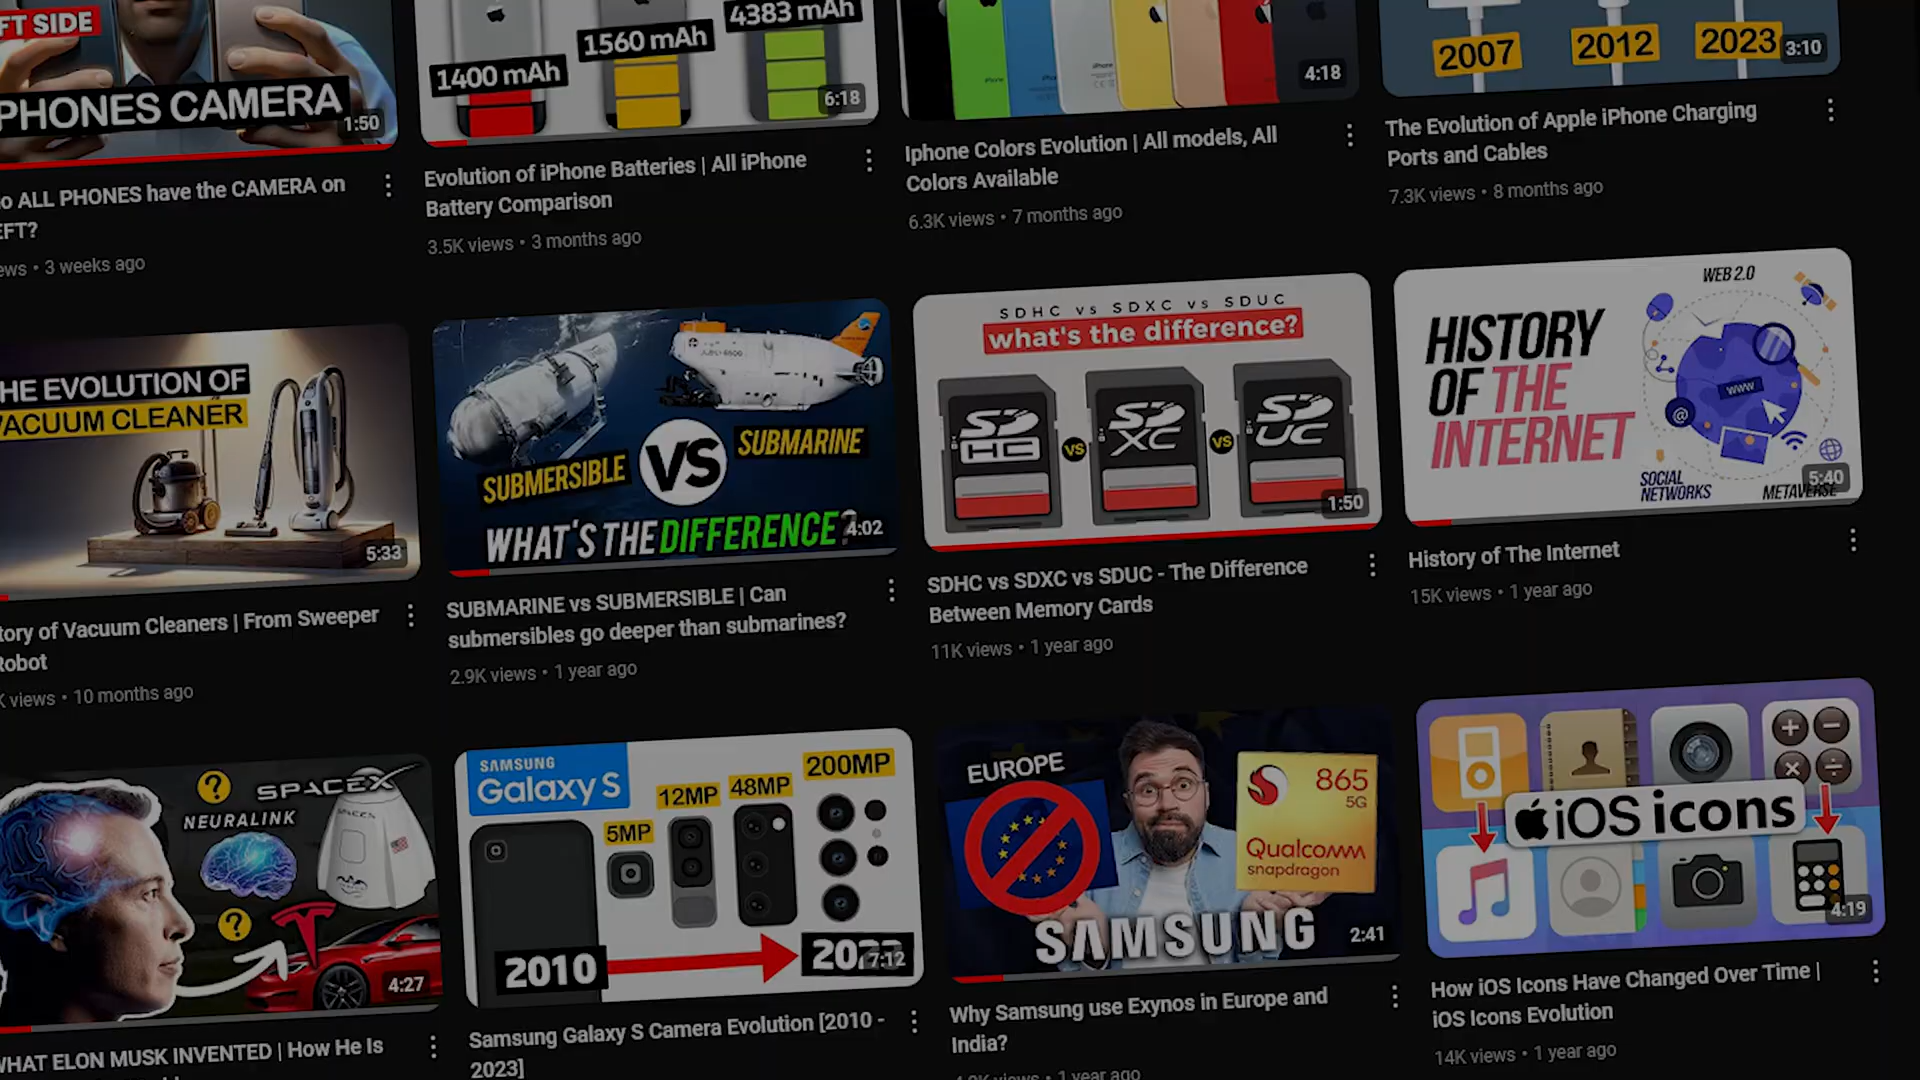 FT SIDE
PHONES CAMERA
1:50
ALL PHONES have the CAMERA on
3 weeks ago
1400 mAh
1560 mAh
4383 mAh
6:18
Evolution of iPhone Batteries | All iPhone
Battery Comparison
3.5K views • 3 months ago
iPhone
iPhone
4:18
Iphone Colors Evolution | All models, All
Colors Available
6.3K views • 7 months ago
2007
2012
2023
3:10
The Evolution of Apple iPhone Charging
Ports and Cables
7.3K views • 8 months ago
HE EVOLUTION OF
VACUUM CLEANER
5:33
tory of Vacuum Cleaners | From Sweeper
Robot
K views • 10 months ago
SUBMERSIBLE
VS
SUBMARINE
WHAT'S THE DIFFERENCE?
4:02
SUBMARINE vs SUBMERSIBLE | Can
submersibles go deeper than submarines?
2.9K views • 1 year ago
SDHC vs SDXC vs SDUC
what's the difference?
SD HC
VS
SD XC
VS
SD UC
1:50
SDHC vs SDXC vs SDUC - The Difference
Between Memory Cards
11K views • 1 year ago
HISTORY
OF THE
INTERNET
WEB 2.0
www
@
SOCIAL
NETWORKS
METAVERSE
5:40
History of The Internet
15K views • 1 year ago
SPACEX
NEURALINK
?
?
4:27
WHAT ELON MUSK INVENTED | How He Is
SAMSUNG
Galaxy S
5MP
12MP
48MP
200MP
2010
7:12
Samsung Galaxy S Camera Evolution [2010 -
2023]
EUROPE
865
5G
Qualcomm
snapdragon
SAMSUNG
2:41
Why Samsung use Exynos in Europe and
India?
1 year ago
iOS icons
4:19
How iOS Icons Have Changed Over Time |
iOS Icons Evolution
14K views • 1 year ago